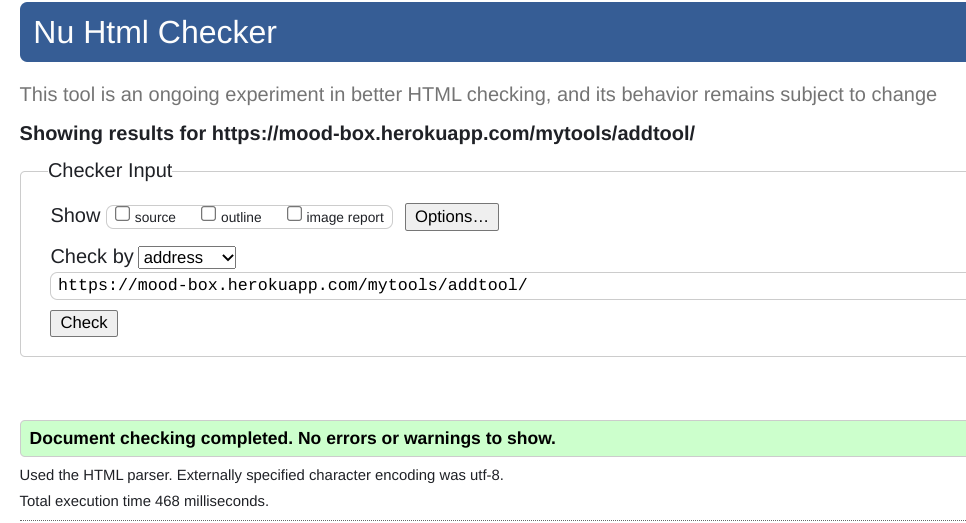 Nu Html Checker
This tool is an ongoing experiment in better HTML checking, and its behavior remains subject to change
Showing results for https://mood-box.herokuapp.com/mytools/addtool/
Checker Input
Show source outline image report Options...
Check by address
https://mood-box.herokuapp.com/mytools/addtool/
Check
Document checking completed. No errors or warnings to show.
Used the HTML parser. Externally specified character encoding was utf-8.
Total execution time 468 milliseconds.